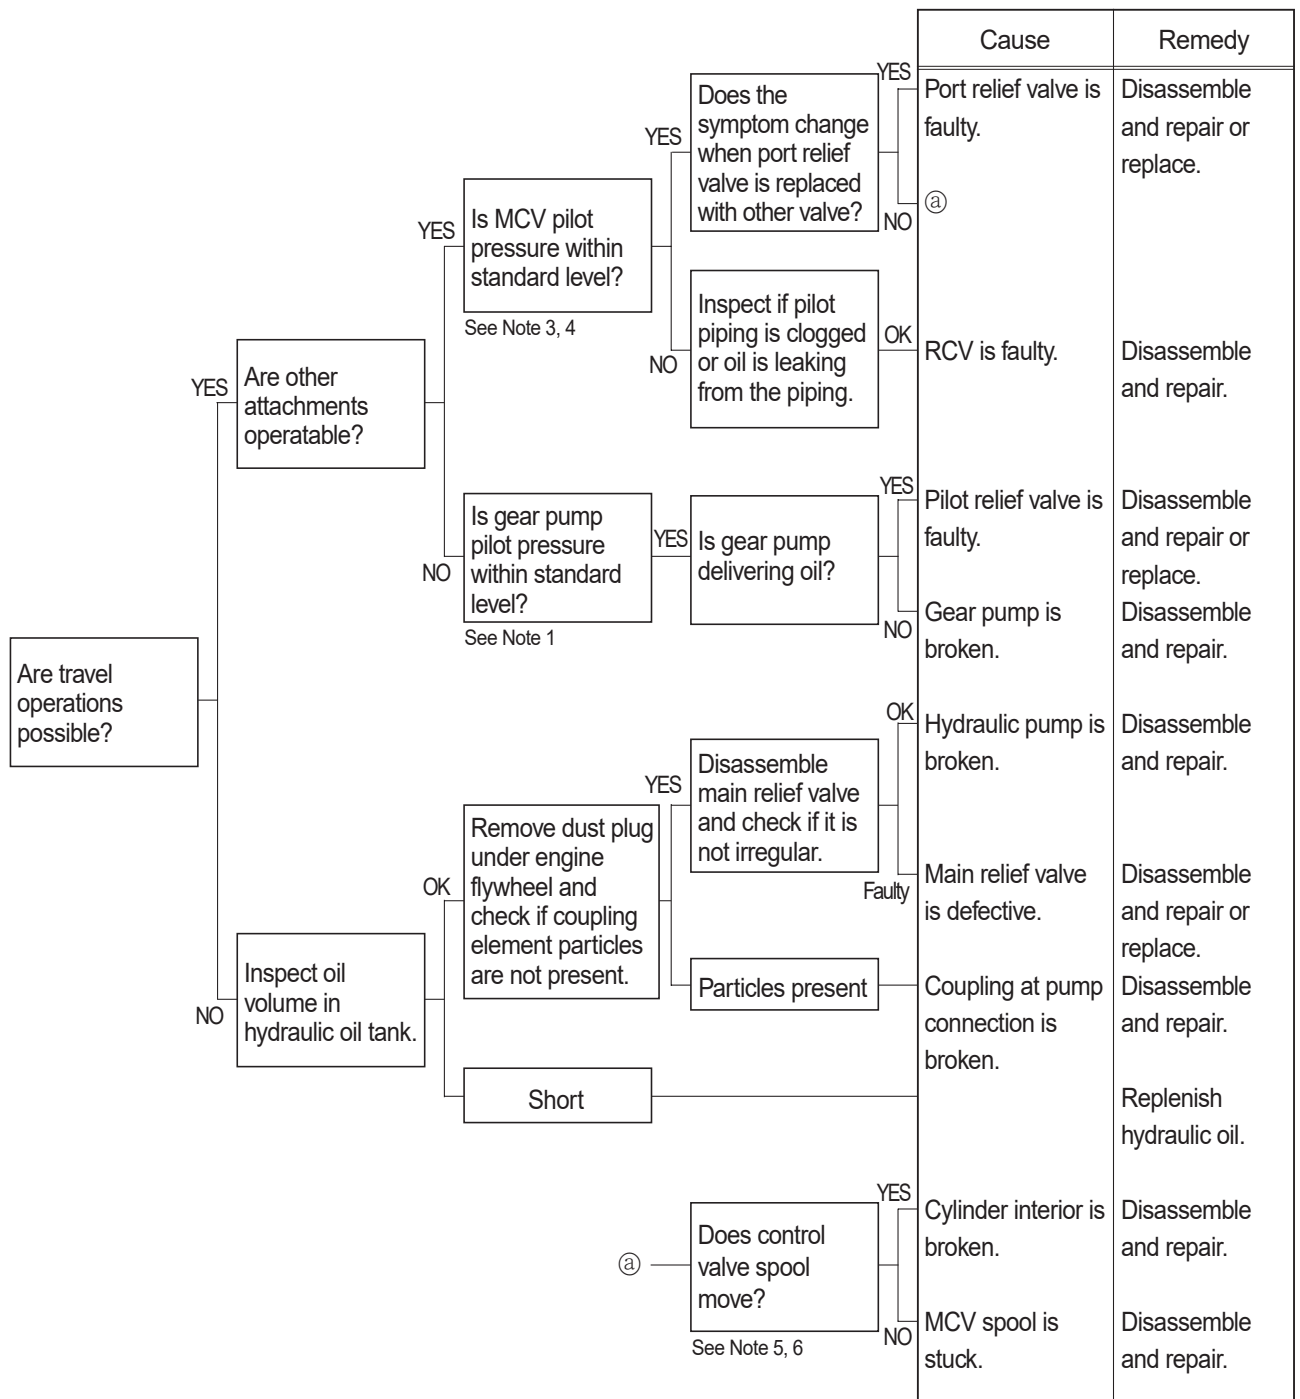 Cause
Remedy
YES
Does the
symptom change
when port relief
valve is replaced
with other valve?
Port relief valve is
faulty.
Disassemble
and repair or
replace.
YES
NO
ⓐ
YES
Is MCV pilot
pressure within
standard level?
See Note 3, 4
Inspect if pilot
piping is clogged
or oil is leaking
from the piping.
NO
OK
RCV is faulty.
Disassemble
and repair.
YES
Are other
attachments
operatable?
Is gear pump
pilot pressure
within standard
level?
See Note 1
NO
YES
Is gear pump
delivering oil?
YES
Pilot relief valve is
faulty.
Disassemble
and repair or
replace.
NO
Gear pump is
broken.
Disassemble
and repair.
Are travel
operations
possible?
OK
Hydraulic pump is
broken.
Disassemble
and repair.
YES
Disassemble
main relief valve
and check if it is
not irregular.
Remove dust plug
under engine
flywheel and
check if coupling
element particles
are not present.
OK
Faulty
Main relief valve
is defective.
Disassemble
and repair or
replace.
NO
Inspect oil
volume in
hydraulic oil tank.
Particles present
Coupling at pump
connection is
broken.
Disassemble
and repair.
Short
Replenish
hydraulic oil.
ⓐ
Does control
valve spool
move?
See Note 5, 6
YES
Cylinder interior is
broken.
Disassemble
and repair.
NO
MCV spool is
stuck.
Disassemble
and repair.